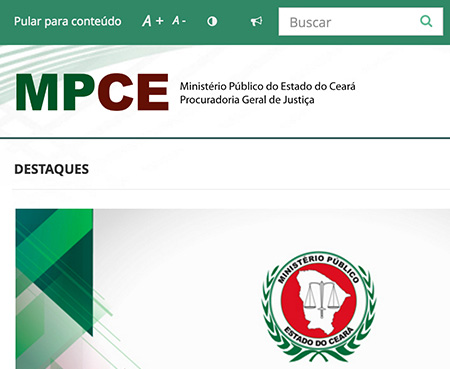 Pular para conteúdo A + A - Buscar
MPCE
Ministério Público do Estado do Ceará
Procuradoria Geral de Justiça
DESTAQUES
MINISTÉRIO PÚBLICO
ESTADO DO CEARÁ